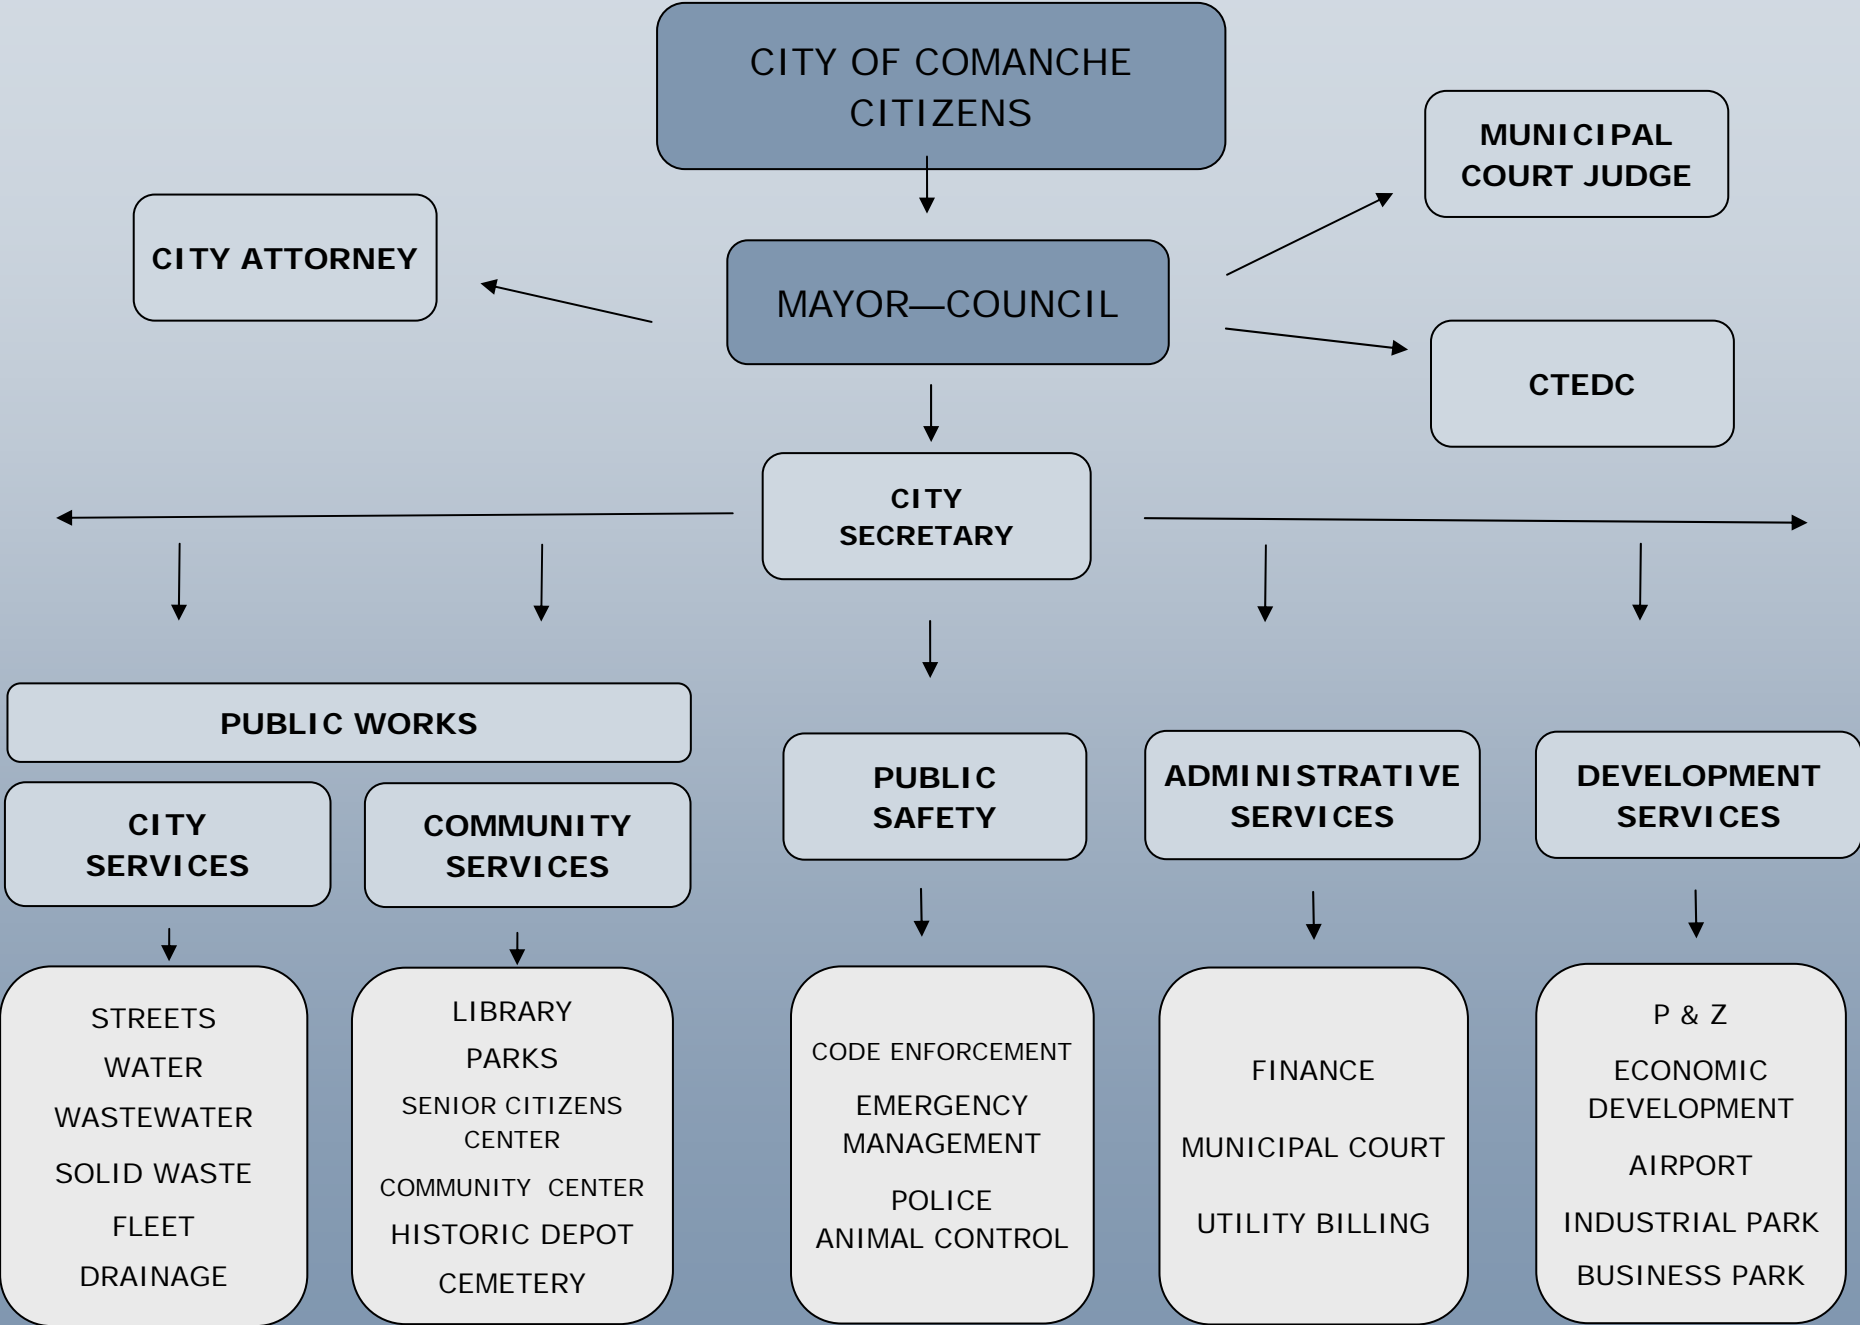 CITY OF COMANCHE
CITIZENS
MUNICIPAL
COURT JUDGE
CITY ATTORNEY
MAYOR—COUNCIL
CTEDC
CITY
SECRETARY
PUBLIC WORKS
CITY
SERVICES
COMMUNITY
SERVICES
PUBLIC
SAFETY
ADMINISTRATIVE
SERVICES
DEVELOPMENT
SERVICES
STREETS
WATER
WASTEWATER
SOLID WASTE
FLEET
DRAINAGE
LIBRARY
PARKS
SENIOR CITIZENS
CENTER
COMMUNITY CENTER
HISTORIC DEPOT
CEMETERY
CODE ENFORCEMENT
EMERGENCY
MANAGEMENT
POLICE
ANIMAL CONTROL
FINANCE
MUNICIPAL COURT
UTILITY BILLING
P & Z
ECONOMIC
DEVELOPMENT
AIRPORT
INDUSTRIAL PARK
BUSINESS PARK